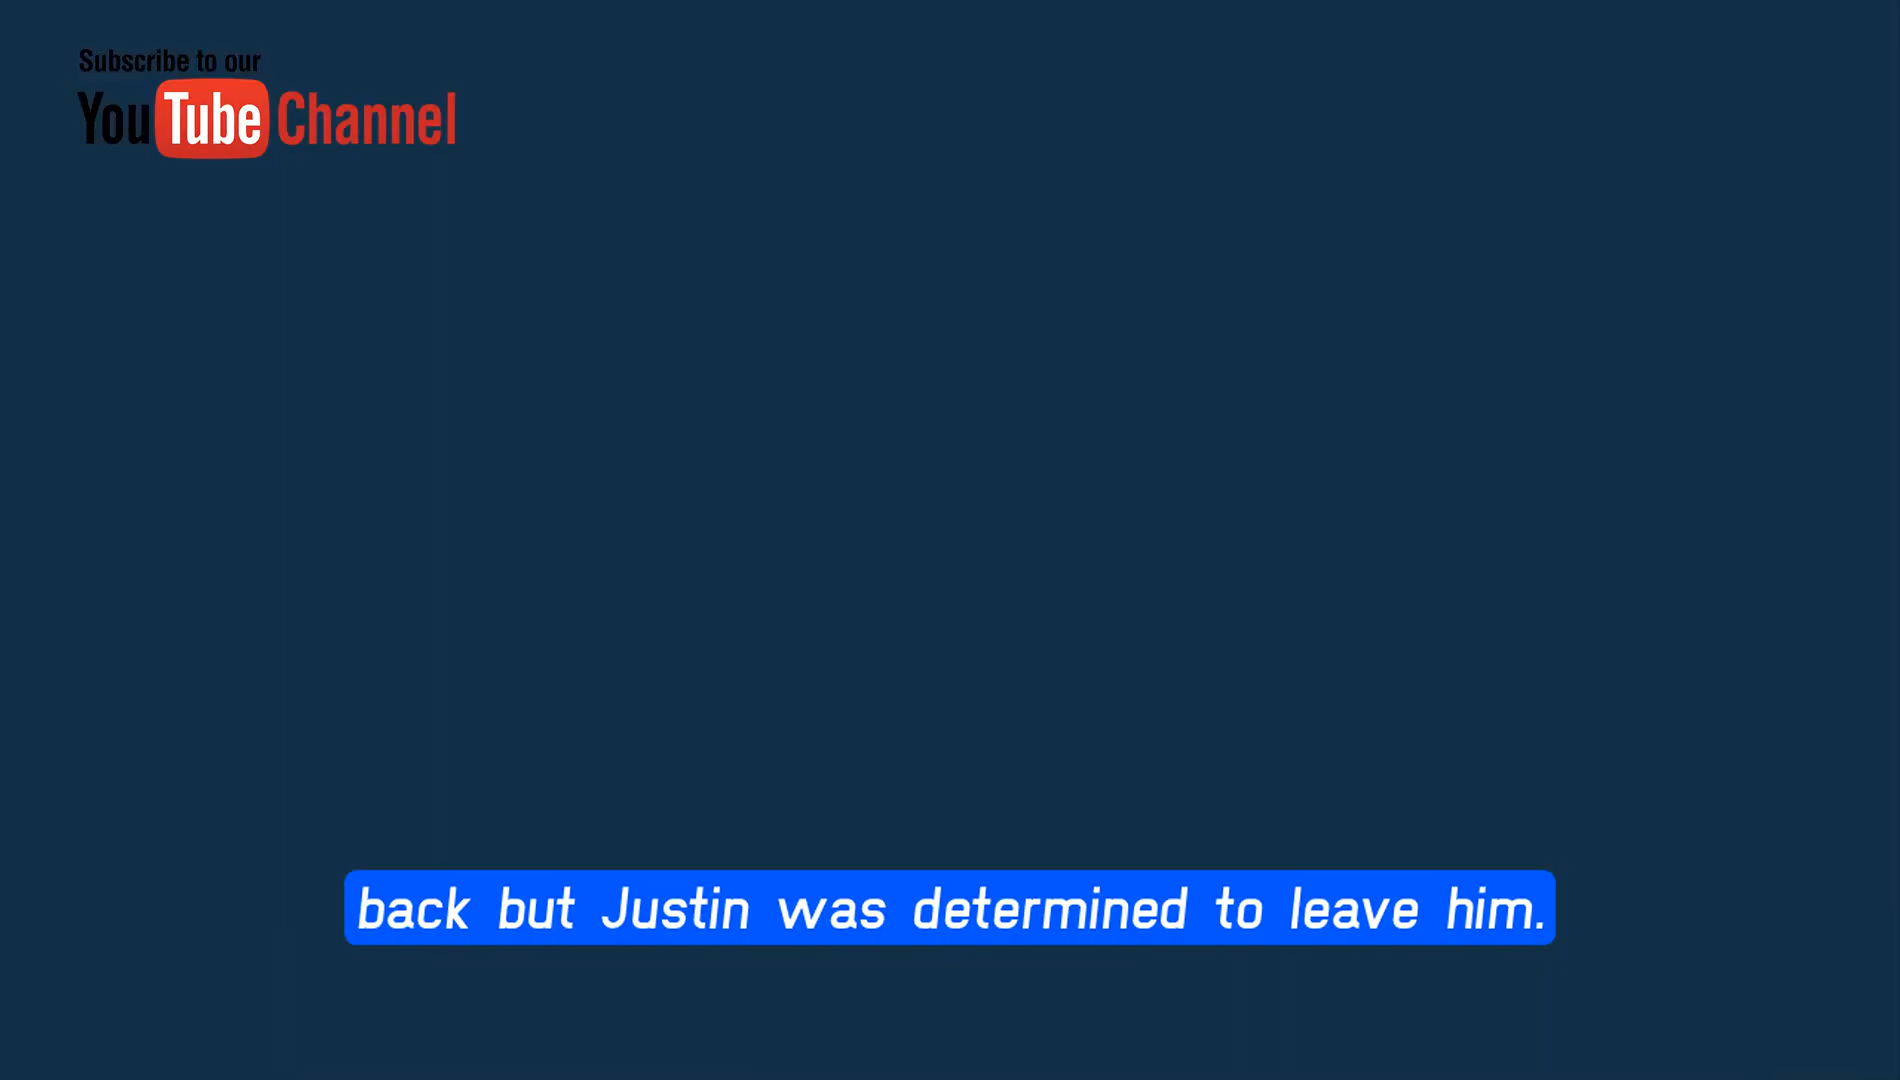 Subscribe to our
YouTube Channel
back but Justin was determined to leave him.